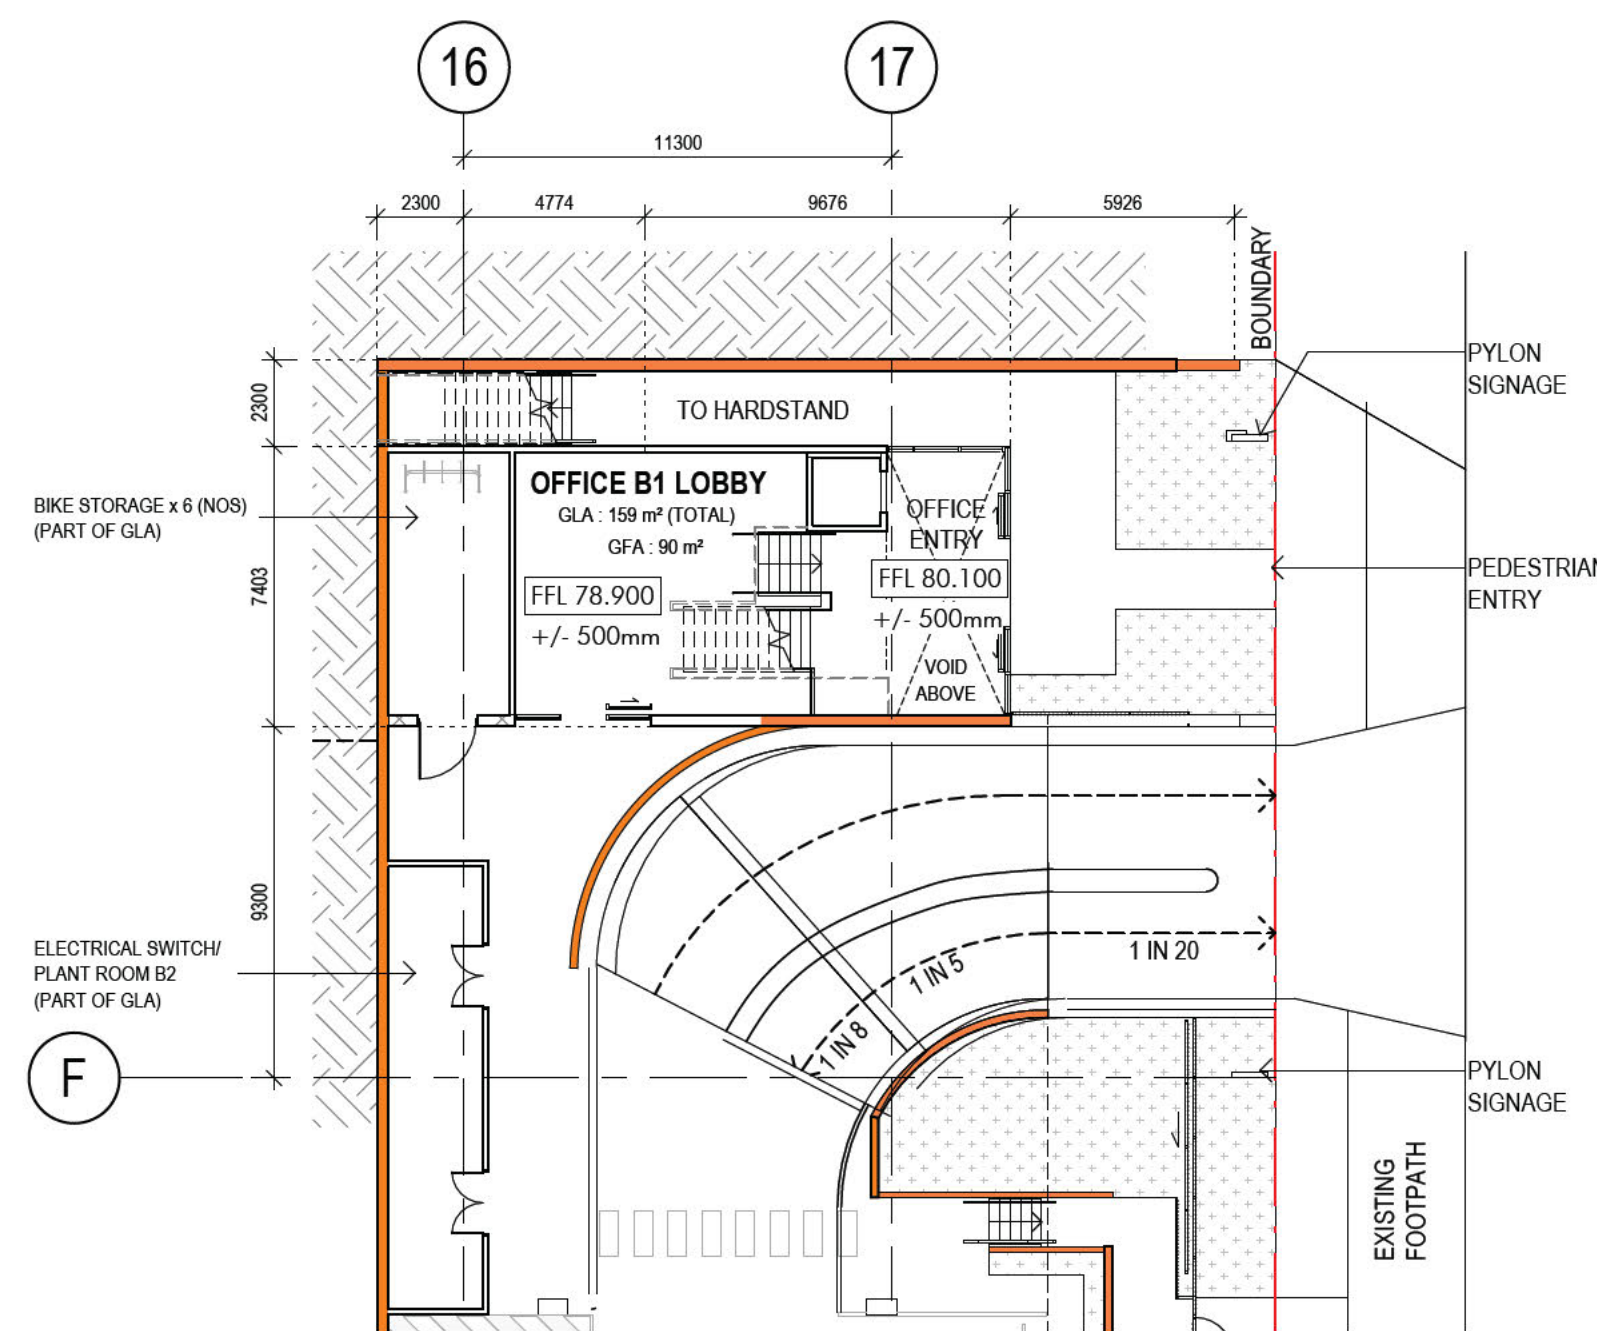 16
17
11300
2300
4774
9676
5926
BOUNDARY
PYLON
SIGNAGE
2300
TO HARDSTAND
OFFICE B1 LOBBY
GLA : 159 m² (TOTAL)
GFA : 90 m²
BIKE STORAGE x 6 (NOS)
(PART OF GLA)
OFFICE
ENTRY
FFL 78.900
+/- 500mm
FFL 80.100
+/- 500mm
7403
PEDESTRIAN
ENTRY
VOID
ABOVE
9300
ELECTRICAL SWITCH/
PLANT ROOM B2
(PART OF GLA)
1 IN 20
1 IN 5
1 IN 8
F
PYLON
SIGNAGE
EXISTING
FOOTPATH